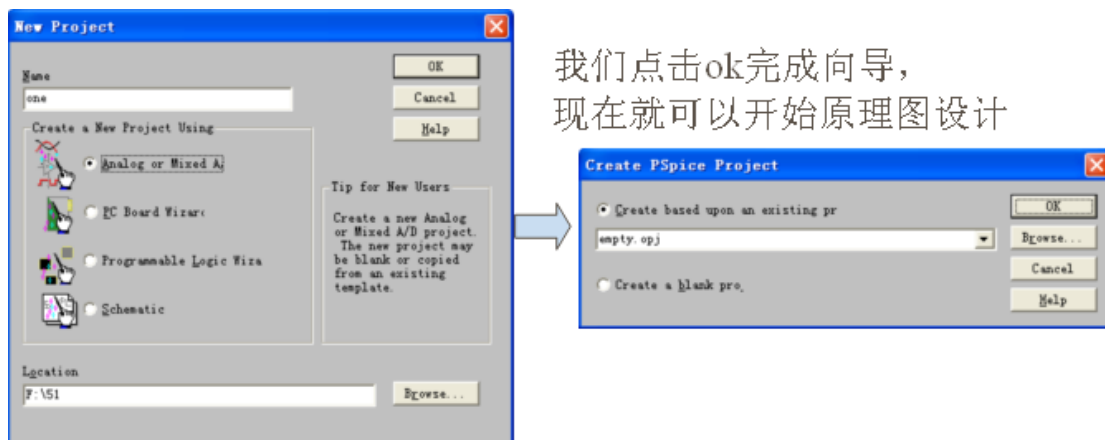 New Project
Name
one
Create a New Project Using
Analog or Mixed A
PC Board Wizar
Programmable Logic Wiza
Schematic
Location
F:\51
Browse...
OK
Cancel
Help
Tip for New Users
Create a new Analog
or Mixed A/D project.
The new project may
be blank or copied
from an existing
template.
我们点击ok完成向导，
现在就可以开始原理图设计
Create PSpice Project
Create based upon an existing pr
empty.opj
Create a blank pro
OK
Browse...
Cancel
Help